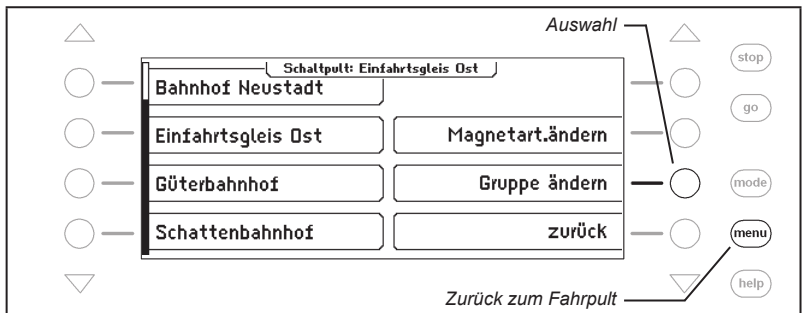 Auswahl
stop
Schaltpult: Einfahrtsgleis Ost
Bahnhof Neustadt
go
Einfahrtsgleis Ost
Magnetart.ändern
Güterbahnhof
Gruppe ändern
mode
Schattenbahnhof
zurück
menu
help
Zurück zum Fahrpult